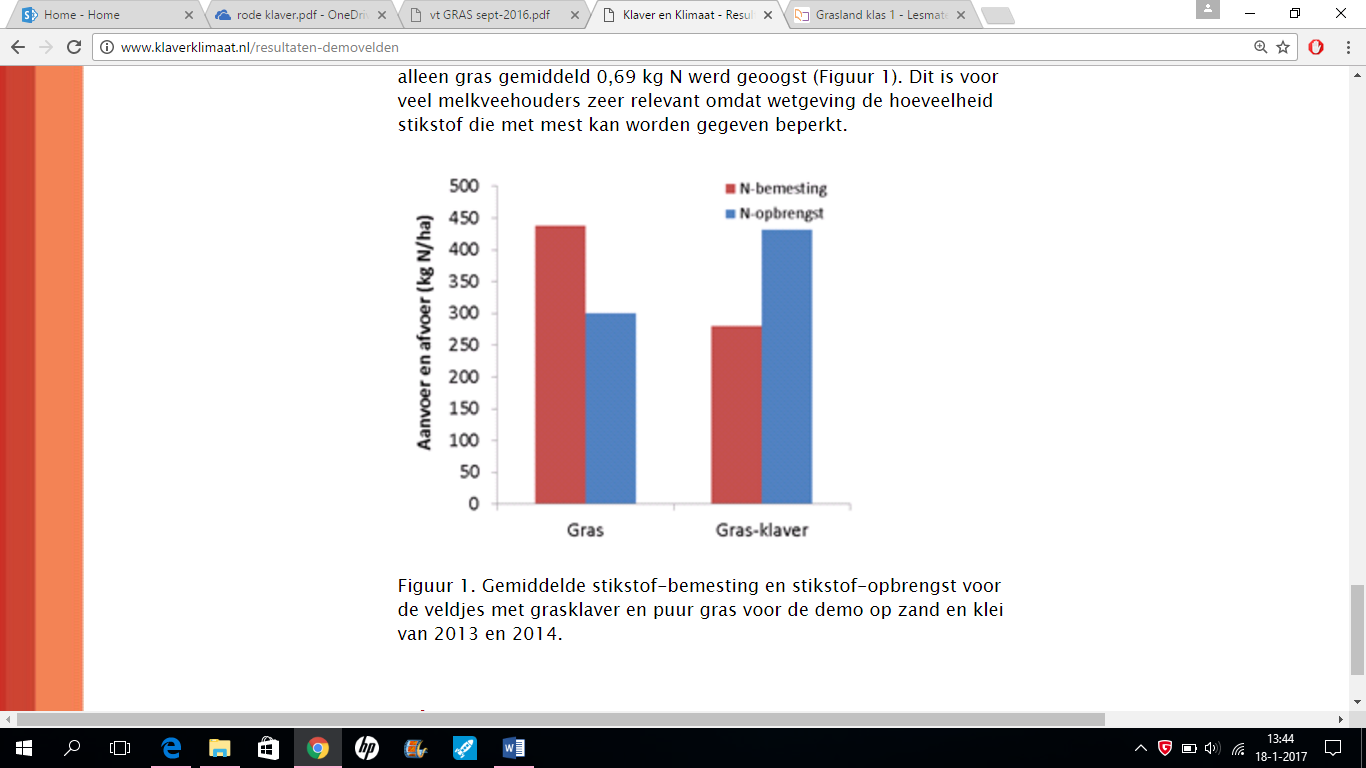 Home - Home
rode klaver.pdf - OneDri
vt GRAS sept-2016.pdf
Klaver en Klimaat - Resu
Grasland klas 1 - Lesmate
www.klaverklimaat.nl/resultaten-demovelden
alleen gras gemiddeld 0,69 kg N werd geoogst (Figuur 1). Dit is voor
veel melkveehouders zeer relevant omdat wetgeving de hoeveelheid
stikstof die met mest kan worden gegeven beperkt.
Aanvoer en afvoer (kg N/ha)
500
450
400
350
300
250
200
150
100
50
0
N-bemesting
N-opbrengst
Gras
Gras-klaver
Figuur 1. Gemiddelde stikstof-bemesting en stikstof-opbrengst voor
de veldjes met grasklaver en puur gras voor de demo op zand en klei
van 2013 en 2014.
13:44
18-1-2017